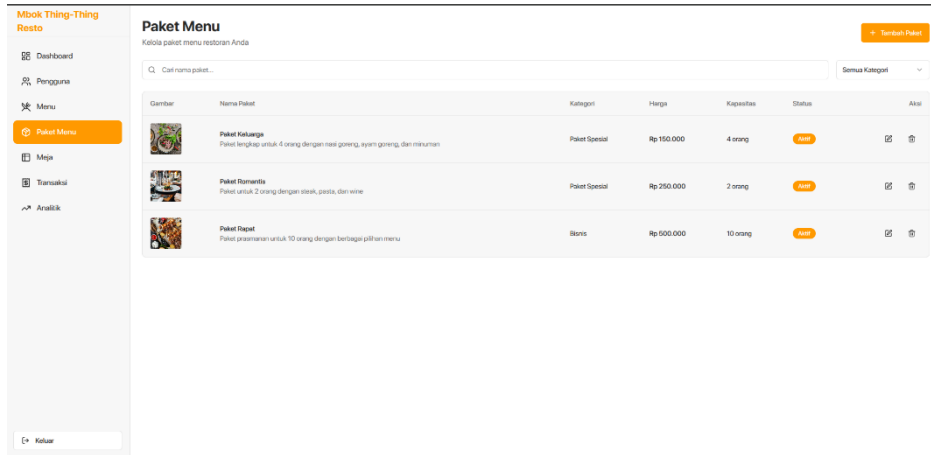 Mbok Thing-Thing
Resto
Dashboard
Pengguna
Menu
Paket Menu
Meja
Transaksi
Analitik
Keluar
Paket Menu
Kelola paket menu restoran Anda
+ Tambah Paket
Cari nama paket...
Semua Kategori
Gambar Nama Paket Kategori Harga Kapasitas Status Aksi
Paket Keluarga
Paket lengkap untuk 4 orang dengan nasi goreng, ayam goreng, dan minuman
Paket Spesial Rp 150.000 4 orang Aktif
Paket Romantis
Paket untuk 2 orang dengan steak, pasta, dan wine
Paket Spesial Rp 250.000 2 orang Aktif
Paket Rapat
Paket prasmanan untuk 10 orang dengan berbagai pilihan menu
Bisnis Rp 500.000 10 orang Aktif